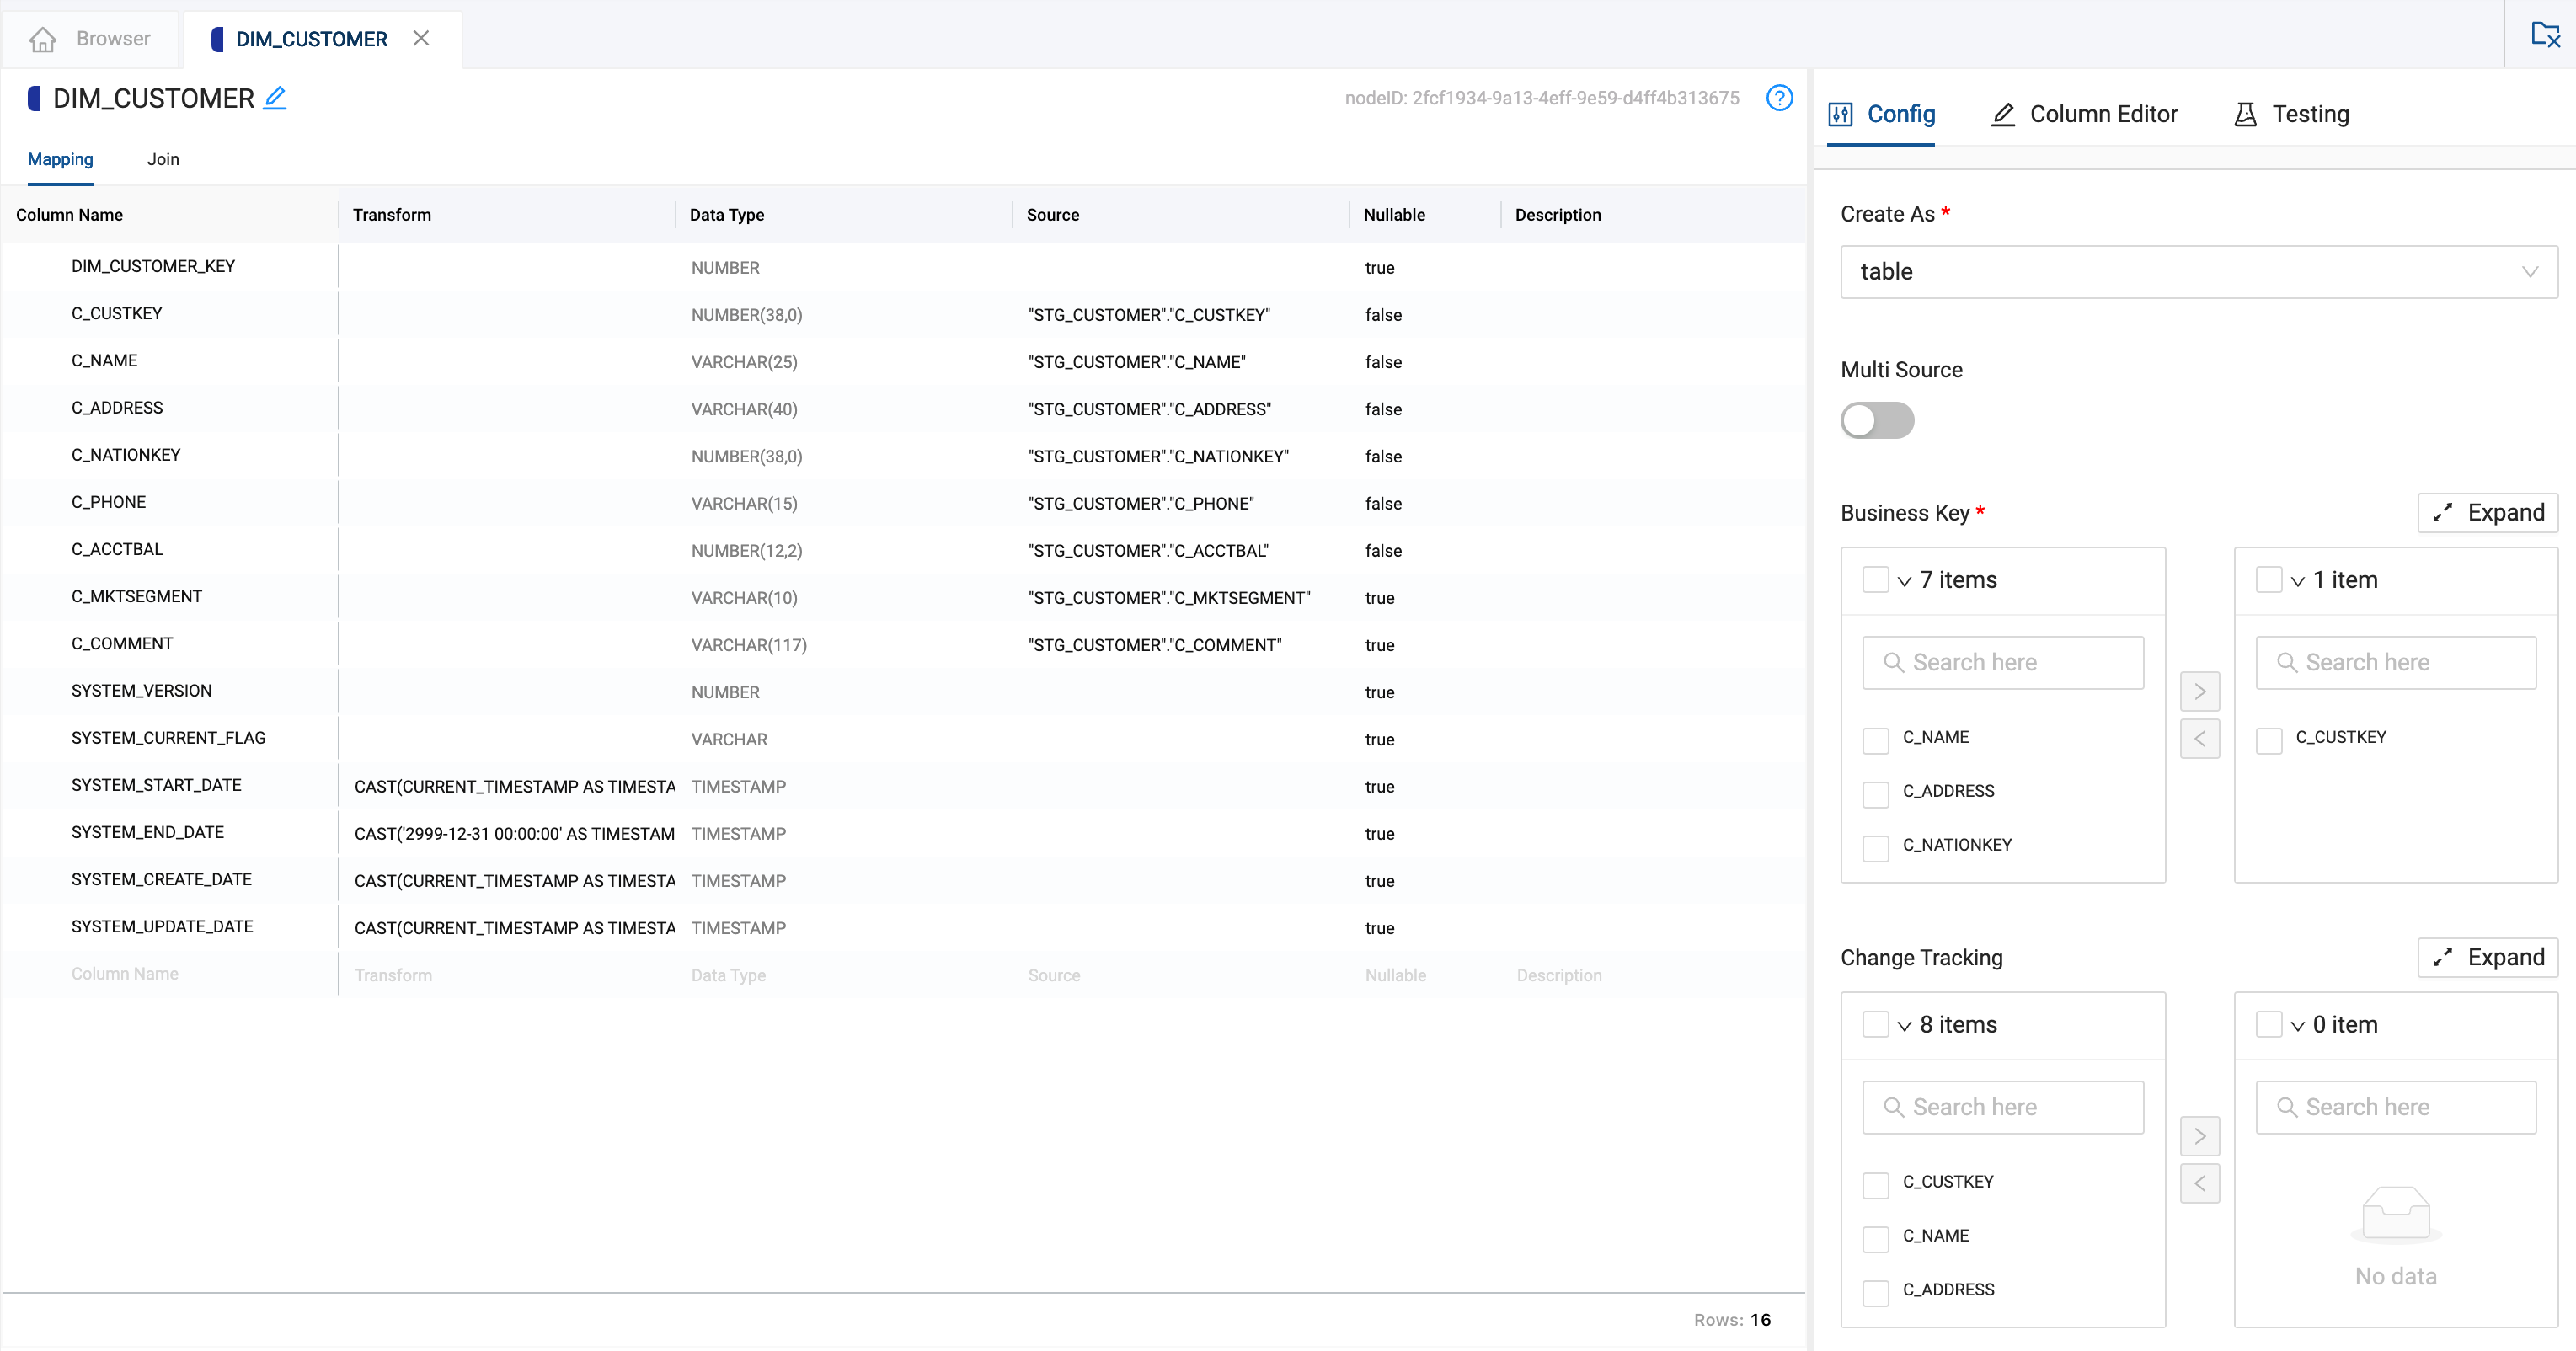 Browser
DIM_CUSTOMER
DIM_CUSTOMER
nodeID: 2fcf1934-9a13-4eff-9e59-d4ff4b313675
?
Mapping Join
Column Name Transform Data Type Source Nullable Description
DIM_CUSTOMER_KEY NUMBER true
C_CUSTKEY NUMBER(38,0) "STG_CUSTOMER"."C_CUSTKEY" false
C_NAME VARCHAR(25) "STG_CUSTOMER"."C_NAME" false
C_ADDRESS VARCHAR(40) "STG_CUSTOMER"."C_ADDRESS" false
C_NATIONKEY NUMBER(38,0) "STG_CUSTOMER"."C_NATIONKEY" false
C_PHONE VARCHAR(15) "STG_CUSTOMER"."C_PHONE" false
C_ACCTBAL NUMBER(12,2) "STG_CUSTOMER"."C_ACCTBAL" false
C_MKTSEGMENT VARCHAR(10) "STG_CUSTOMER"."C_MKTSEGMENT" true
C_COMMENT VARCHAR(117) "STG_CUSTOMER"."C_COMMENT" true
SYSTEM_VERSION NUMBER true
SYSTEM_CURRENT_FLAG VARCHAR true
SYSTEM_START_DATE CAST(CURRENT_TIMESTAMP AS TIMESTA TIMESTAMP true
SYSTEM_END_DATE CAST('2999-12-31 00:00:00' AS TIMESTAM TIMESTAMP true
SYSTEM_CREATE_DATE CAST(CURRENT_TIMESTAMP AS TIMESTA TIMESTAMP true
SYSTEM_UPDATE_DATE CAST(CURRENT_TIMESTAMP AS TIMESTA TIMESTAMP true
Column Name Transform Data Type Source Nullable Description
Rows: 16
Config Column Editor Testing
Create As *
table
Multi Source
Business Key * Expand
7 items
Search here
C_NAME
C_ADDRESS
C_NATIONKEY
1 item
Search here
C_CUSTKEY
Change Tracking Expand
8 items
Search here
C_CUSTKEY
C_NAME
C_ADDRESS
0 item
Search here
No data